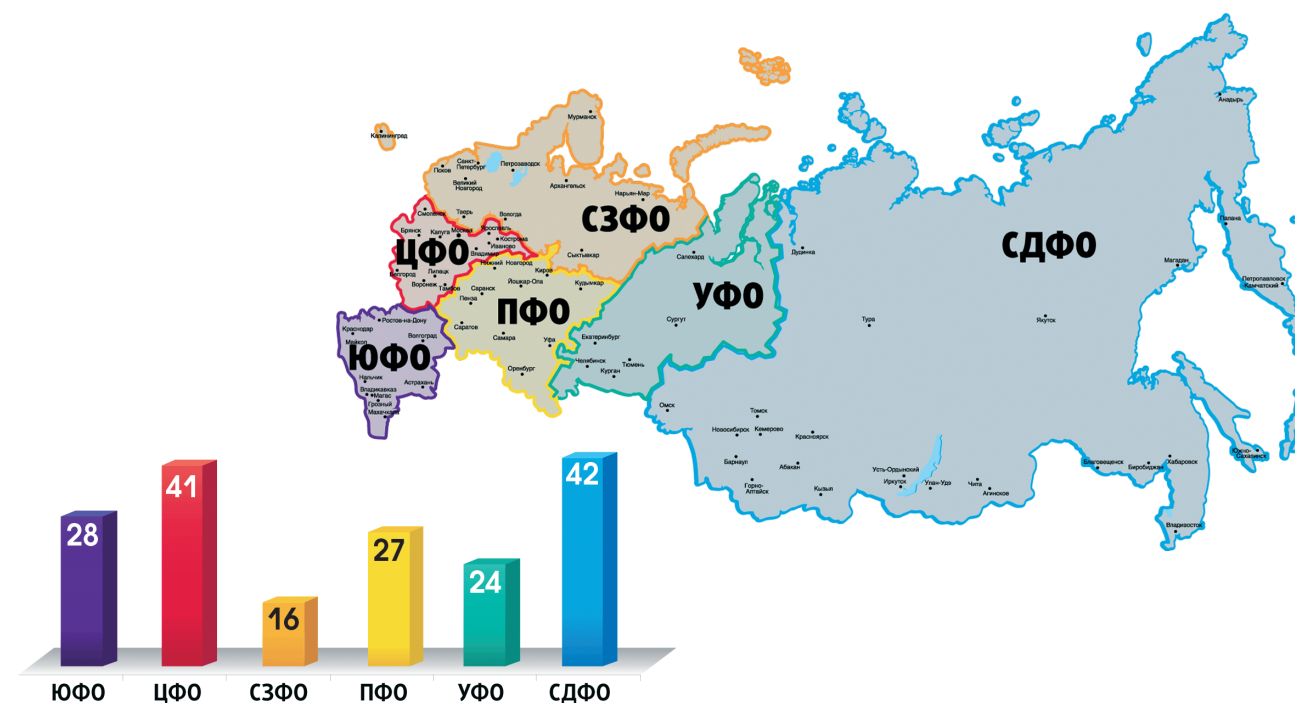 Анадырь
Мурманск
Калининград
Санкт-
Петербург
Петрозаводск
Псков
Великий
Новгород
Архангельск
Нарьян-Мар
СЗФО
Смоленск
Тверь
Вологда
Палана
Брянск
Калуга
Москва
Ярославль
Кострома
Иваново
ЦФО
Владимир
Сыктывкар
Салехард
Дудинка
СДФО
Магадан
Белгород
Липецк
Нижний Новгород
Киров
Воронеж
Тамбов
Саранск
Йошкар-Ола
Кудымкар
Пенза
УФО
Петропавловск
Камчатский
ПФО
Ростов-на-Дону
Краснодар
Саратов
Сургут
Тура
Якутск
Майкоп
Волгоград
Самара
Уфа
Екатеринбург
ЮФО
Челябинск
Тюмень
Курган
Оренбург
Нальчик
Астрахань
Владикавказ
Магас
Грозный
Махачкала
Омск
Томск
Новосибирск
Кемерово
Красноярск
Барнаул
Абакан
Горно-
Алтайск
Кызыл
Усть-Ордынский
Иркутск
Улан-Удэ
Чита
Агинское
Благовещенск
Биробиджан
Хабаровск
Южно-
Сахалинск
Владивосток
28
41
16
27
24
42
ЮФО
ЦФО
СЗФО
ПФО
УФО
СДФО